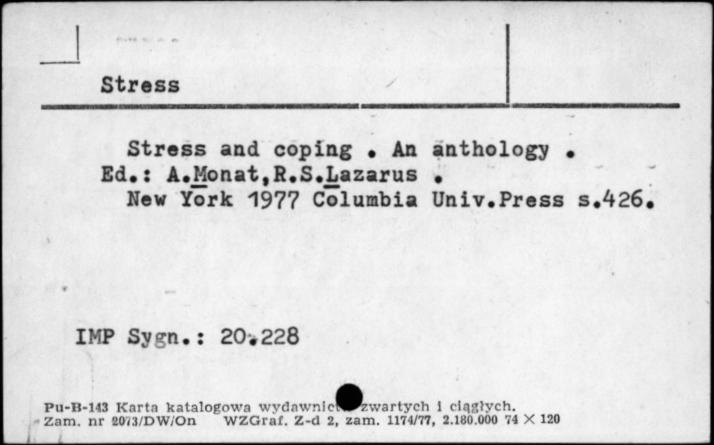 Stress
Stress and coping . An anthology .
Ed.: A.Monat,R.S.Lazarus .
New York 1977 Columbia Univ.Press s.426.
IMP Sygn.: 20.228
Pu-B-143 Karta katalogowa zwartych i ciągłych.
Zam. nr 2073/DW/On WZGraf. Z-d 2, zam. 1174/77, 2.180.000 74 X 120